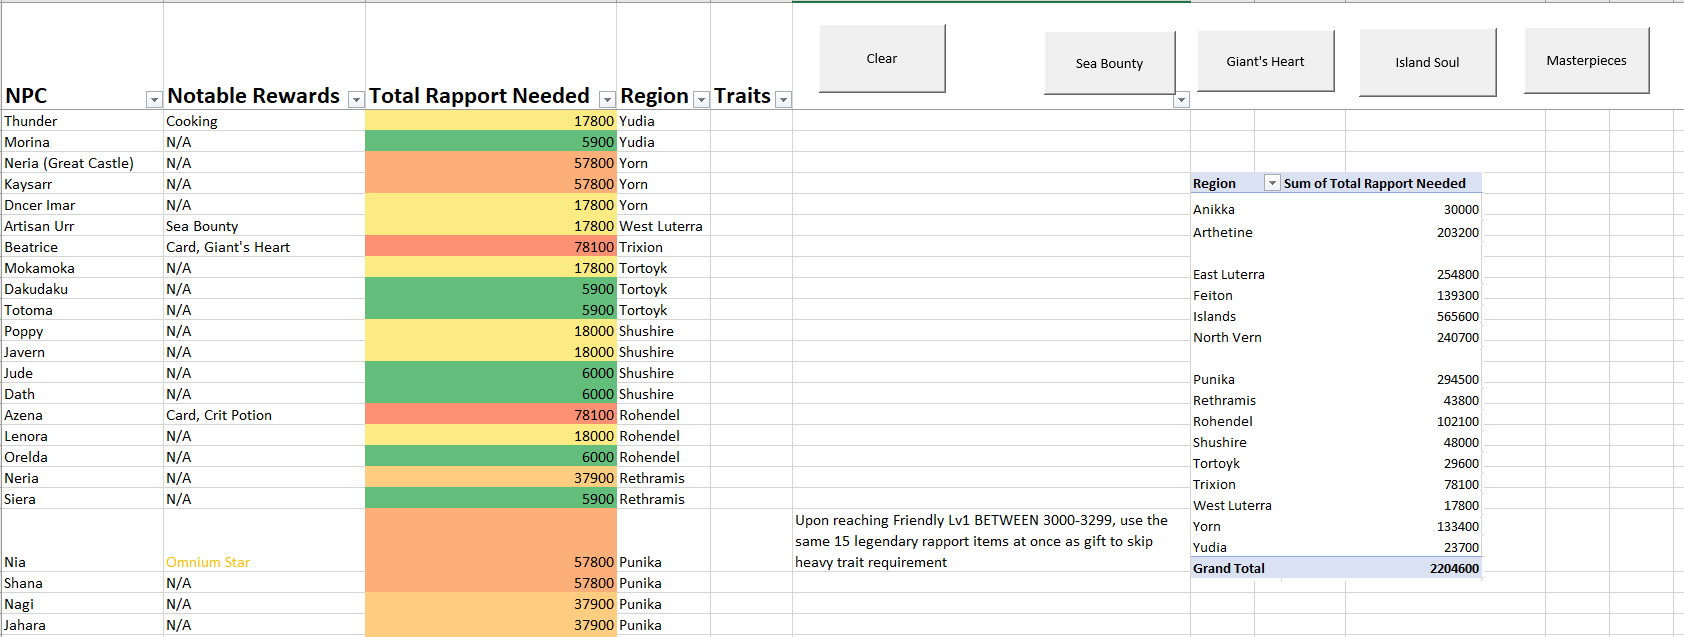 Clear
Sea Bounty
Giant's Heart
Island Soul
Masterpieces
NPC Notable Rewards Total Rapport Needed Region Traits
Thunder Cooking 17800 Yudia
Morina N/A 5900 Yudia
Neria (Great Castle) N/A 57800 Yorn
Kaysarr N/A 57800 Yorn
Dncer Imar N/A 17800 Yorn
Artisan Urr Sea Bounty 17800 West Luterra
Beatrice Card, Giant's Heart 78100 Trixion
Mokamoka N/A 17800 Tortoyk
Dakudaku N/A 5900 Tortoyk
Totoma N/A 5900 Tortoyk
Poppy N/A 18000 Shushire
Javern N/A 18000 Shushire
Jude N/A 6000 Shushire
Dath N/A 6000 Shushire
Azena Card, Crit Potion 78100 Rohendel
Lenora N/A 18000 Rohendel
Orelda N/A 6000 Rohendel
Neria N/A 37900 Rethramis
Siera N/A 5900 Rethramis
Nia Omnium Star 57800 Punika
Shana N/A 57800 Punika
Nagi N/A 37900 Punika
Jahara N/A 37900 Punika
Upon reaching Friendly Lv1 BETWEEN 3000-3299, use the
same 15 legendary rapport items at once as gift to skip
heavy trait requirement
Region Sum of Total Rapport Needed
Anikka 30000
Arthetine 203200
East Luterra 254800
Feiton 139300
Islands 565600
North Vern 240700
Punika 294500
Rethramis 43800
Rohendel 102100
Shushire 48000
Tortoyk 29600
Trixion 78100
West Luterra 17800
Yorn 133400
Yudia 23700
Grand Total 2204600